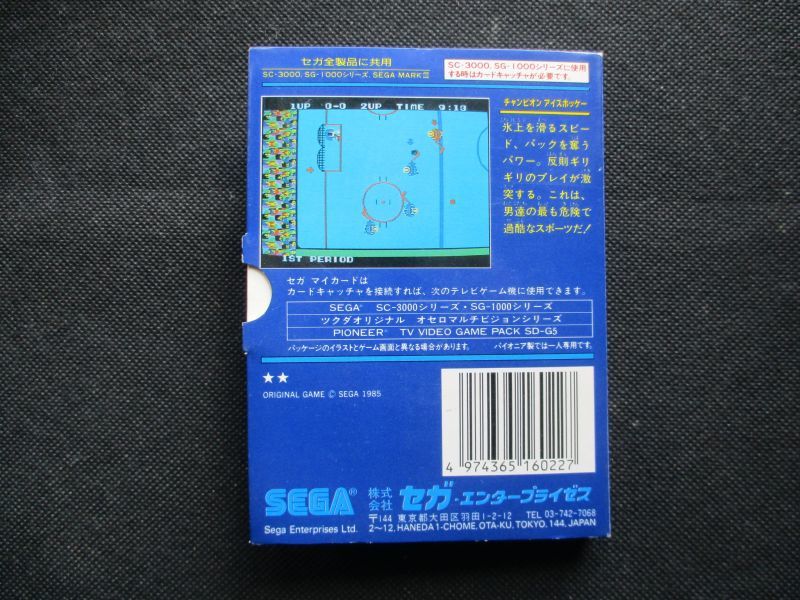 セガ全製品に共用
SC-3000, SG-1000シリーズ, SEGA MARK III
SC-3000, SG-1000シリーズに使用
する時はカードキャッチャが必要です。
1UP 0-0 2UP TIME 9:13
1ST PERIOD
チャンピオン アイスホッケー
氷上を滑るスピー
ド、パックを奪う
パワー。反則ギリ
ギリのプレイが激
突する。これは、
男達の最も危険で
過酷なスポーツだ!
セガ マイカードは
カードキャッチャを接続すれば、次のテレビゲーム機に使用できます。
SEGA® SC-3000シリーズ・SG-1000シリーズ
ツクダオリジナル オセロマルチビジョンシリーズ
PIONEER® TV VIDEO GAME PACK SD-G5
パッケージのイラストとゲーム画面と異なる場合があります。 パイオニア製では一人専用です。
★★
ORIGINAL GAME © SEGA 1985
4 974365 160227
SEGA® 株式会社 セガ・エンタープライゼス
〒144 東京都大田区羽田1-2-12 TEL 03-742-7068
Sega Enterprises Ltd. 2〜12, HANEDA 1-CHOME, OTA-KU, TOKYO, 144, JAPAN